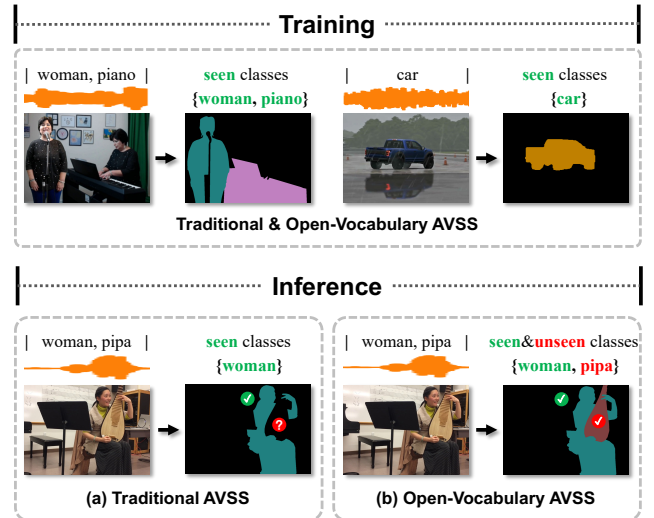 Training
| woman, piano |
seen classes
{woman, piano}
| car |
seen classes
{car}
Traditional & Open-Vocabulary AVSS
Inference
| woman, pipa |
seen classes
{woman}
?
(a) Traditional AVSS
| woman, pipa |
seen&unseen classes
{woman, pipa}
(b) Open-Vocabulary AVSS